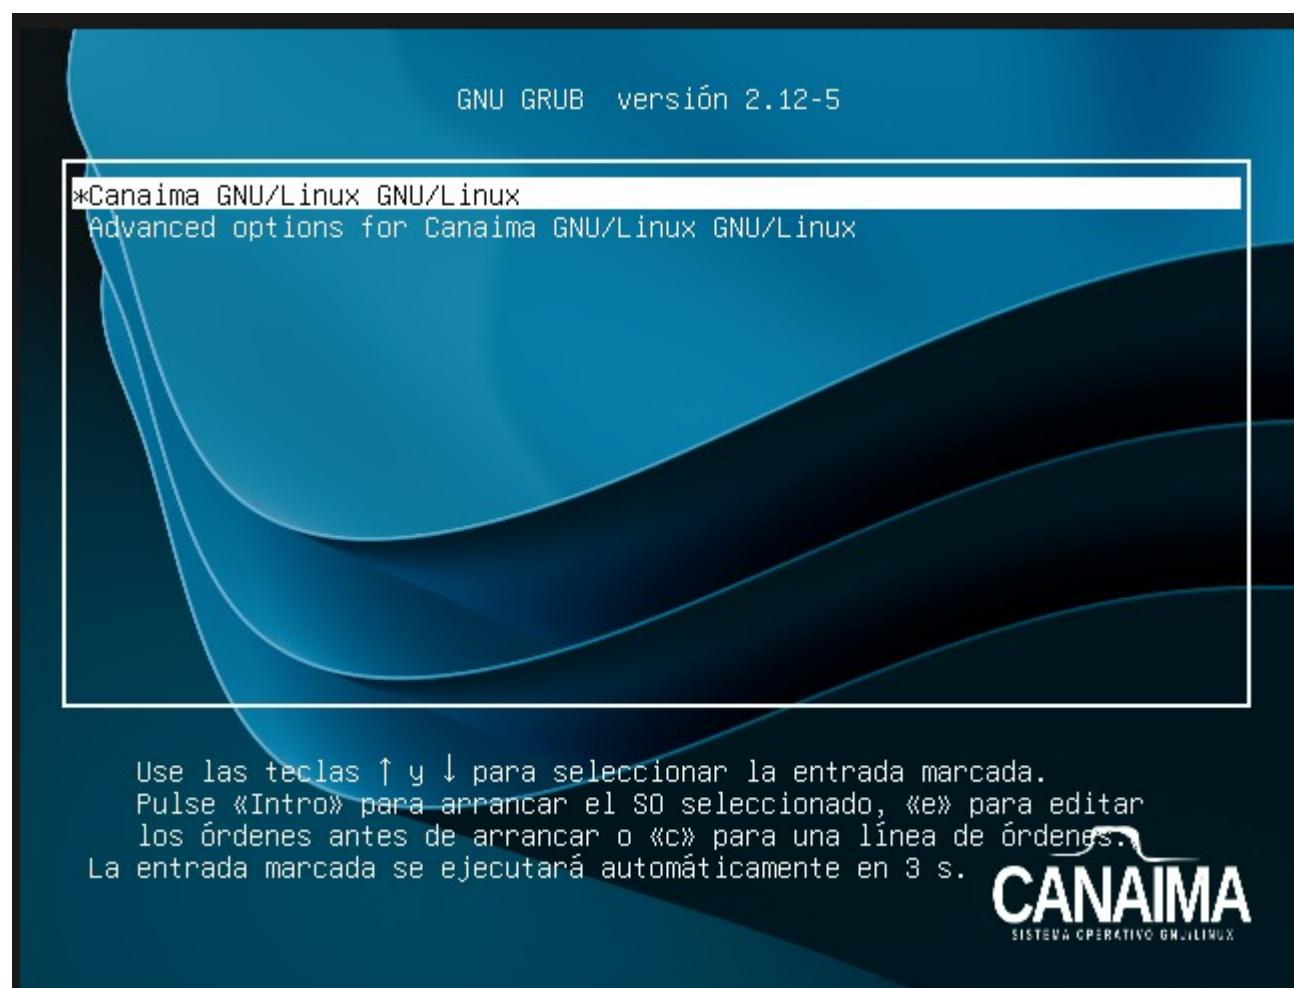 GNU GRUB versión 2.12-5
*Canaima GNU/Linux GNU/Linux
Advanced options for Canaima GNU/Linux GNU/Linux
Use las teclas ↑ y ↓ para seleccionar la entrada marcada.
Pulse «Intro» para arrancar el SO seleccionado, «e» para editar
los órdenes antes de arrancar o «c» para una línea de órdenes.
La entrada marcada se ejecutará automáticamente en 3 s.
CANAIMA
SISTEMA OPERATIVO GNU/LINUX